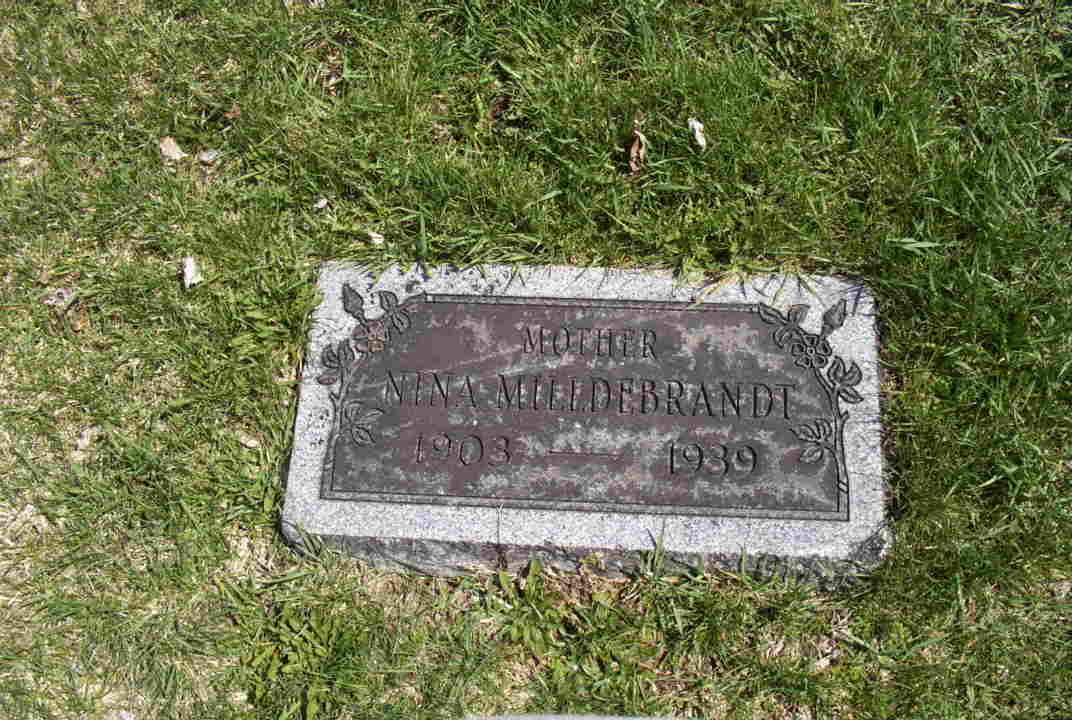 MOTHER
NINA MILLDEBRANDT
1903 — 1939